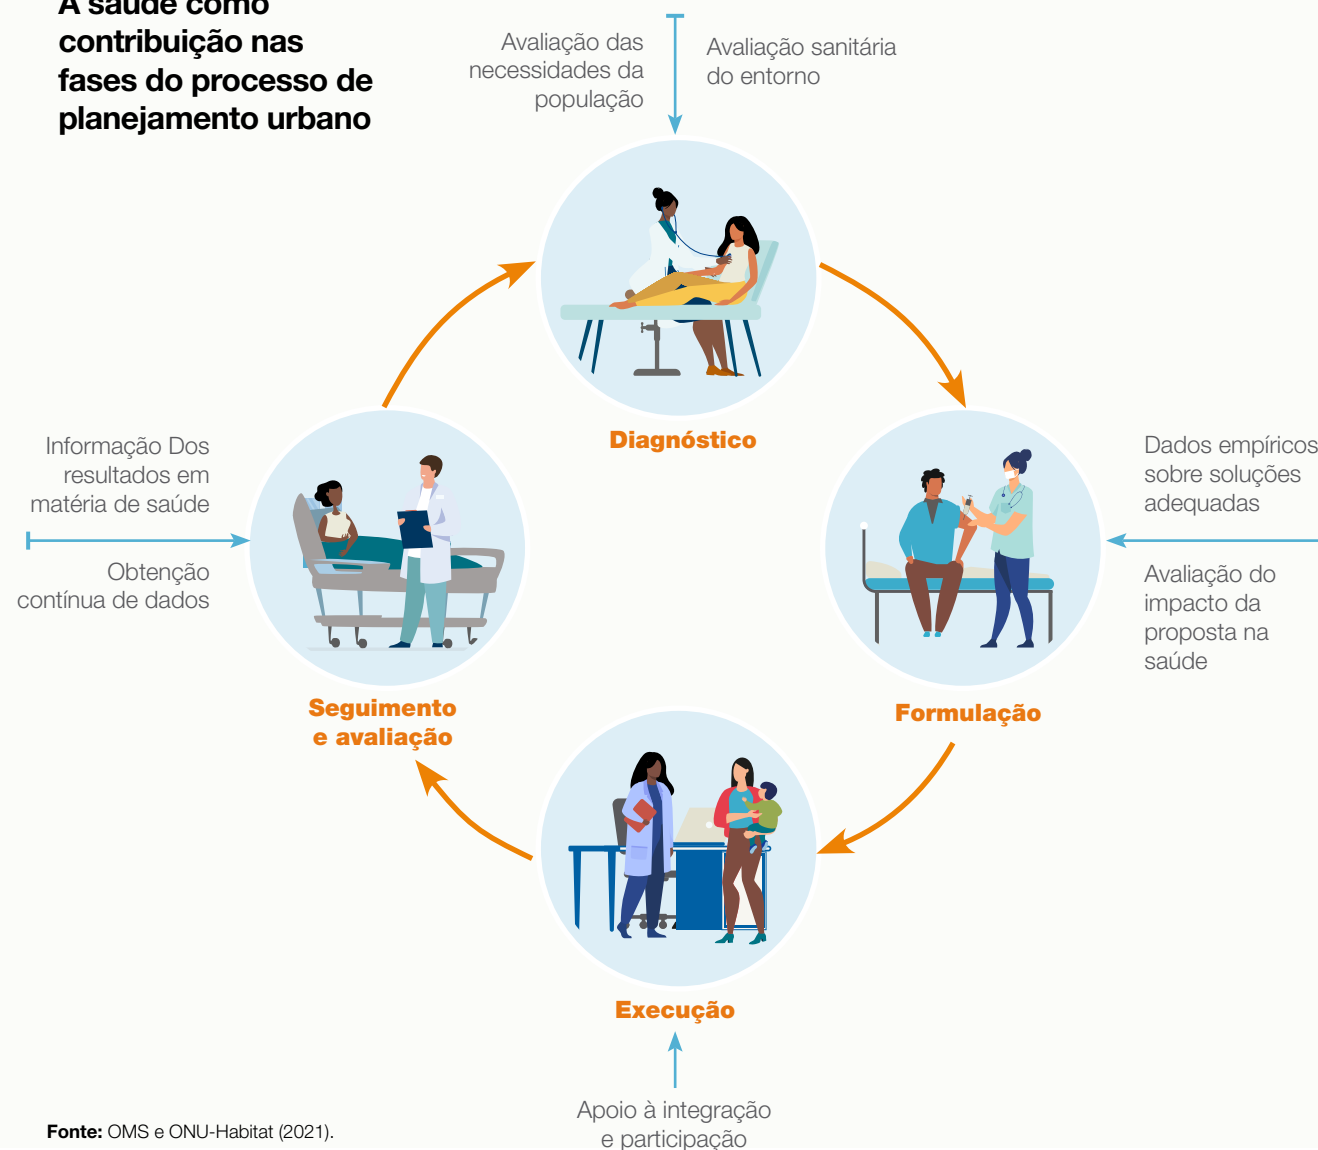 A saúde como
contribuição nas
fases do processo de
planejamento urbano
Avaliação das
necessidades da
população
Avaliação sanitária
do entorno
Diagnóstico
Informação Dos
resultados em
matéria de saúde
Obtenção
contínua de dados
Dados empíricos
sobre soluções
adequadas
Avaliação do
impacto da
proposta na
saúde
Seguimento
e avaliação
Formulação
Execução
Apoio à integração
e participação
Fonte: OMS e ONU-Habitat (2021).